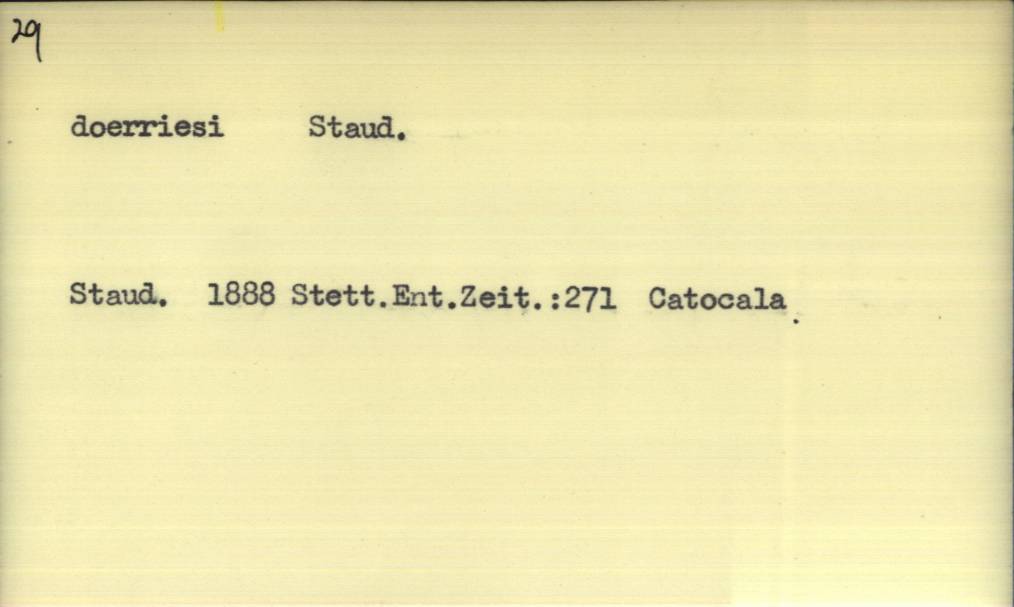 29
doerriesi Staud.
Staud. 1888 Stett.Ent.Zeit.:271 Catocala.